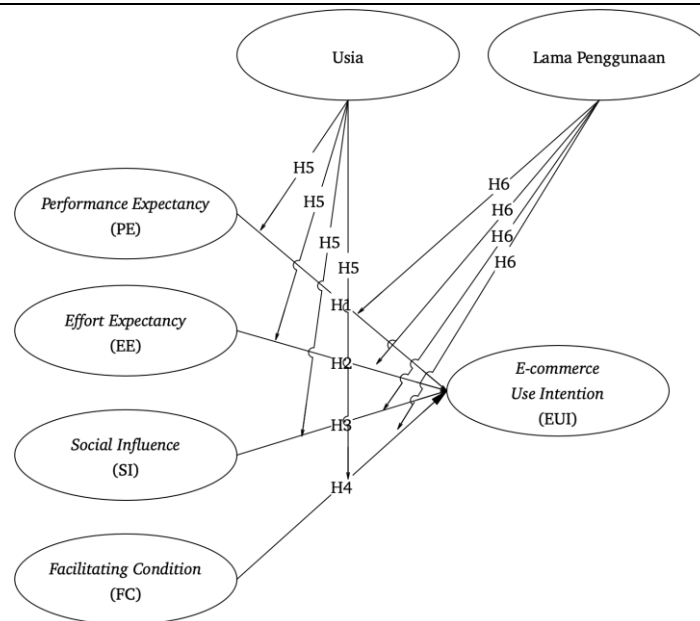 Usia
Lama Penggunaan
H5
H5
H5
H5
H6
H6
H6
H6
Performance Expectancy
(PE)
H1
Effort Expectancy
(EE)
H2
E-commerce
Use Intention
(EUI)
Social Influence
(SI)
H3
H4
Facilitating Condition
(FC)